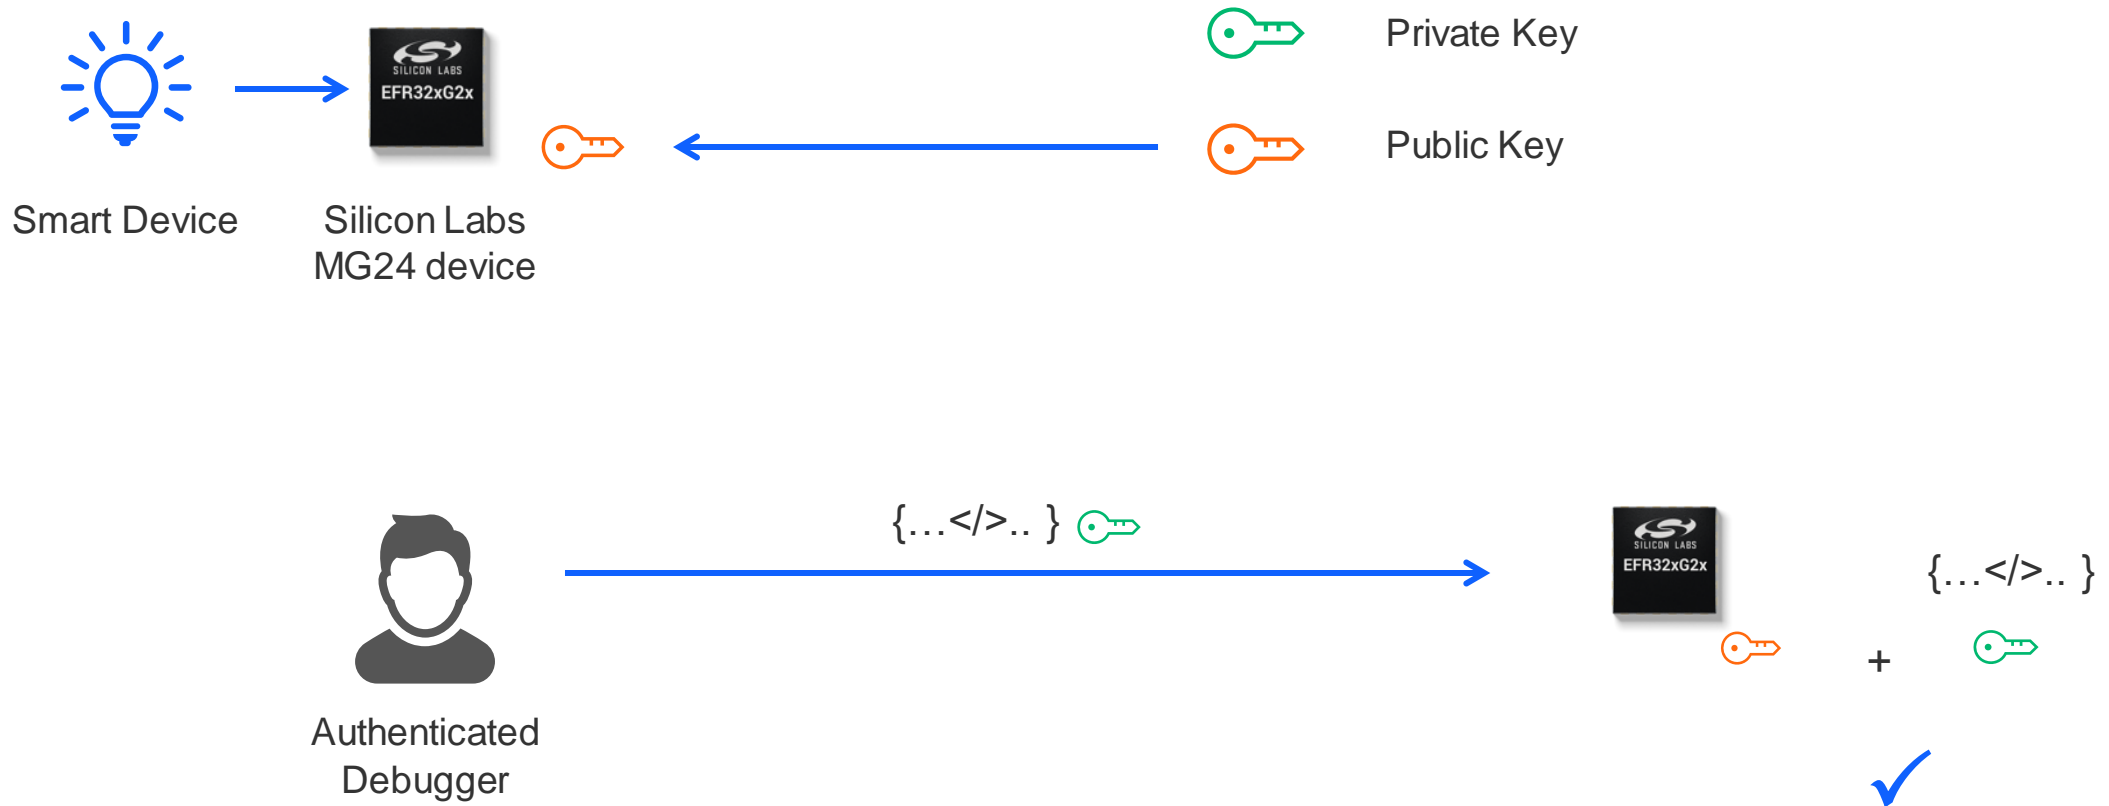 SILICON LABS
EFR32xG2x
Private Key
Public Key
Smart Device
Silicon Labs
MG24 device
{...</>.. }
SILICON LABS
EFR32xG2x
{...</>.. }
+
Authenticated
Debugger